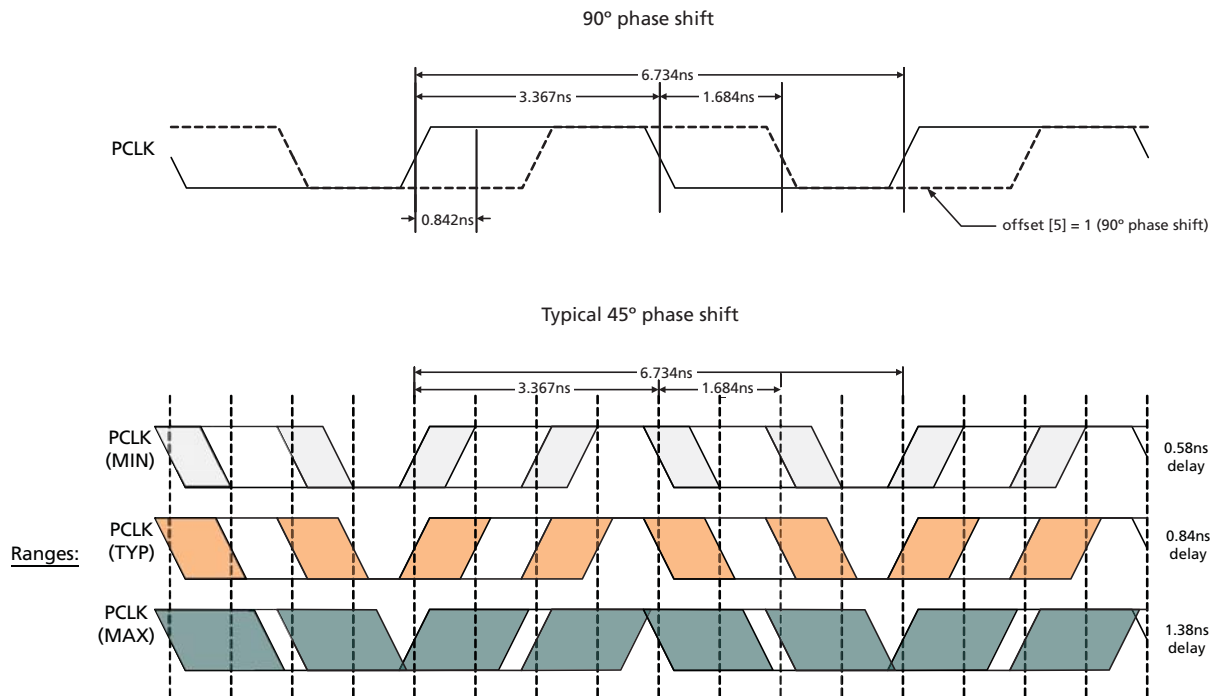 90º phase shift
6.734ns
3.367ns
1.684ns
PCLK
0.842ns
offset [5] = 1 (90º phase shift)
Typical 45º phase shift
6.734ns
3.367ns
1.684ns
PCLK
(MIN)
0.58ns
delay
Ranges:
PCLK
(TYP)
0.84ns
delay
PCLK
(MAX)
1.38ns
delay